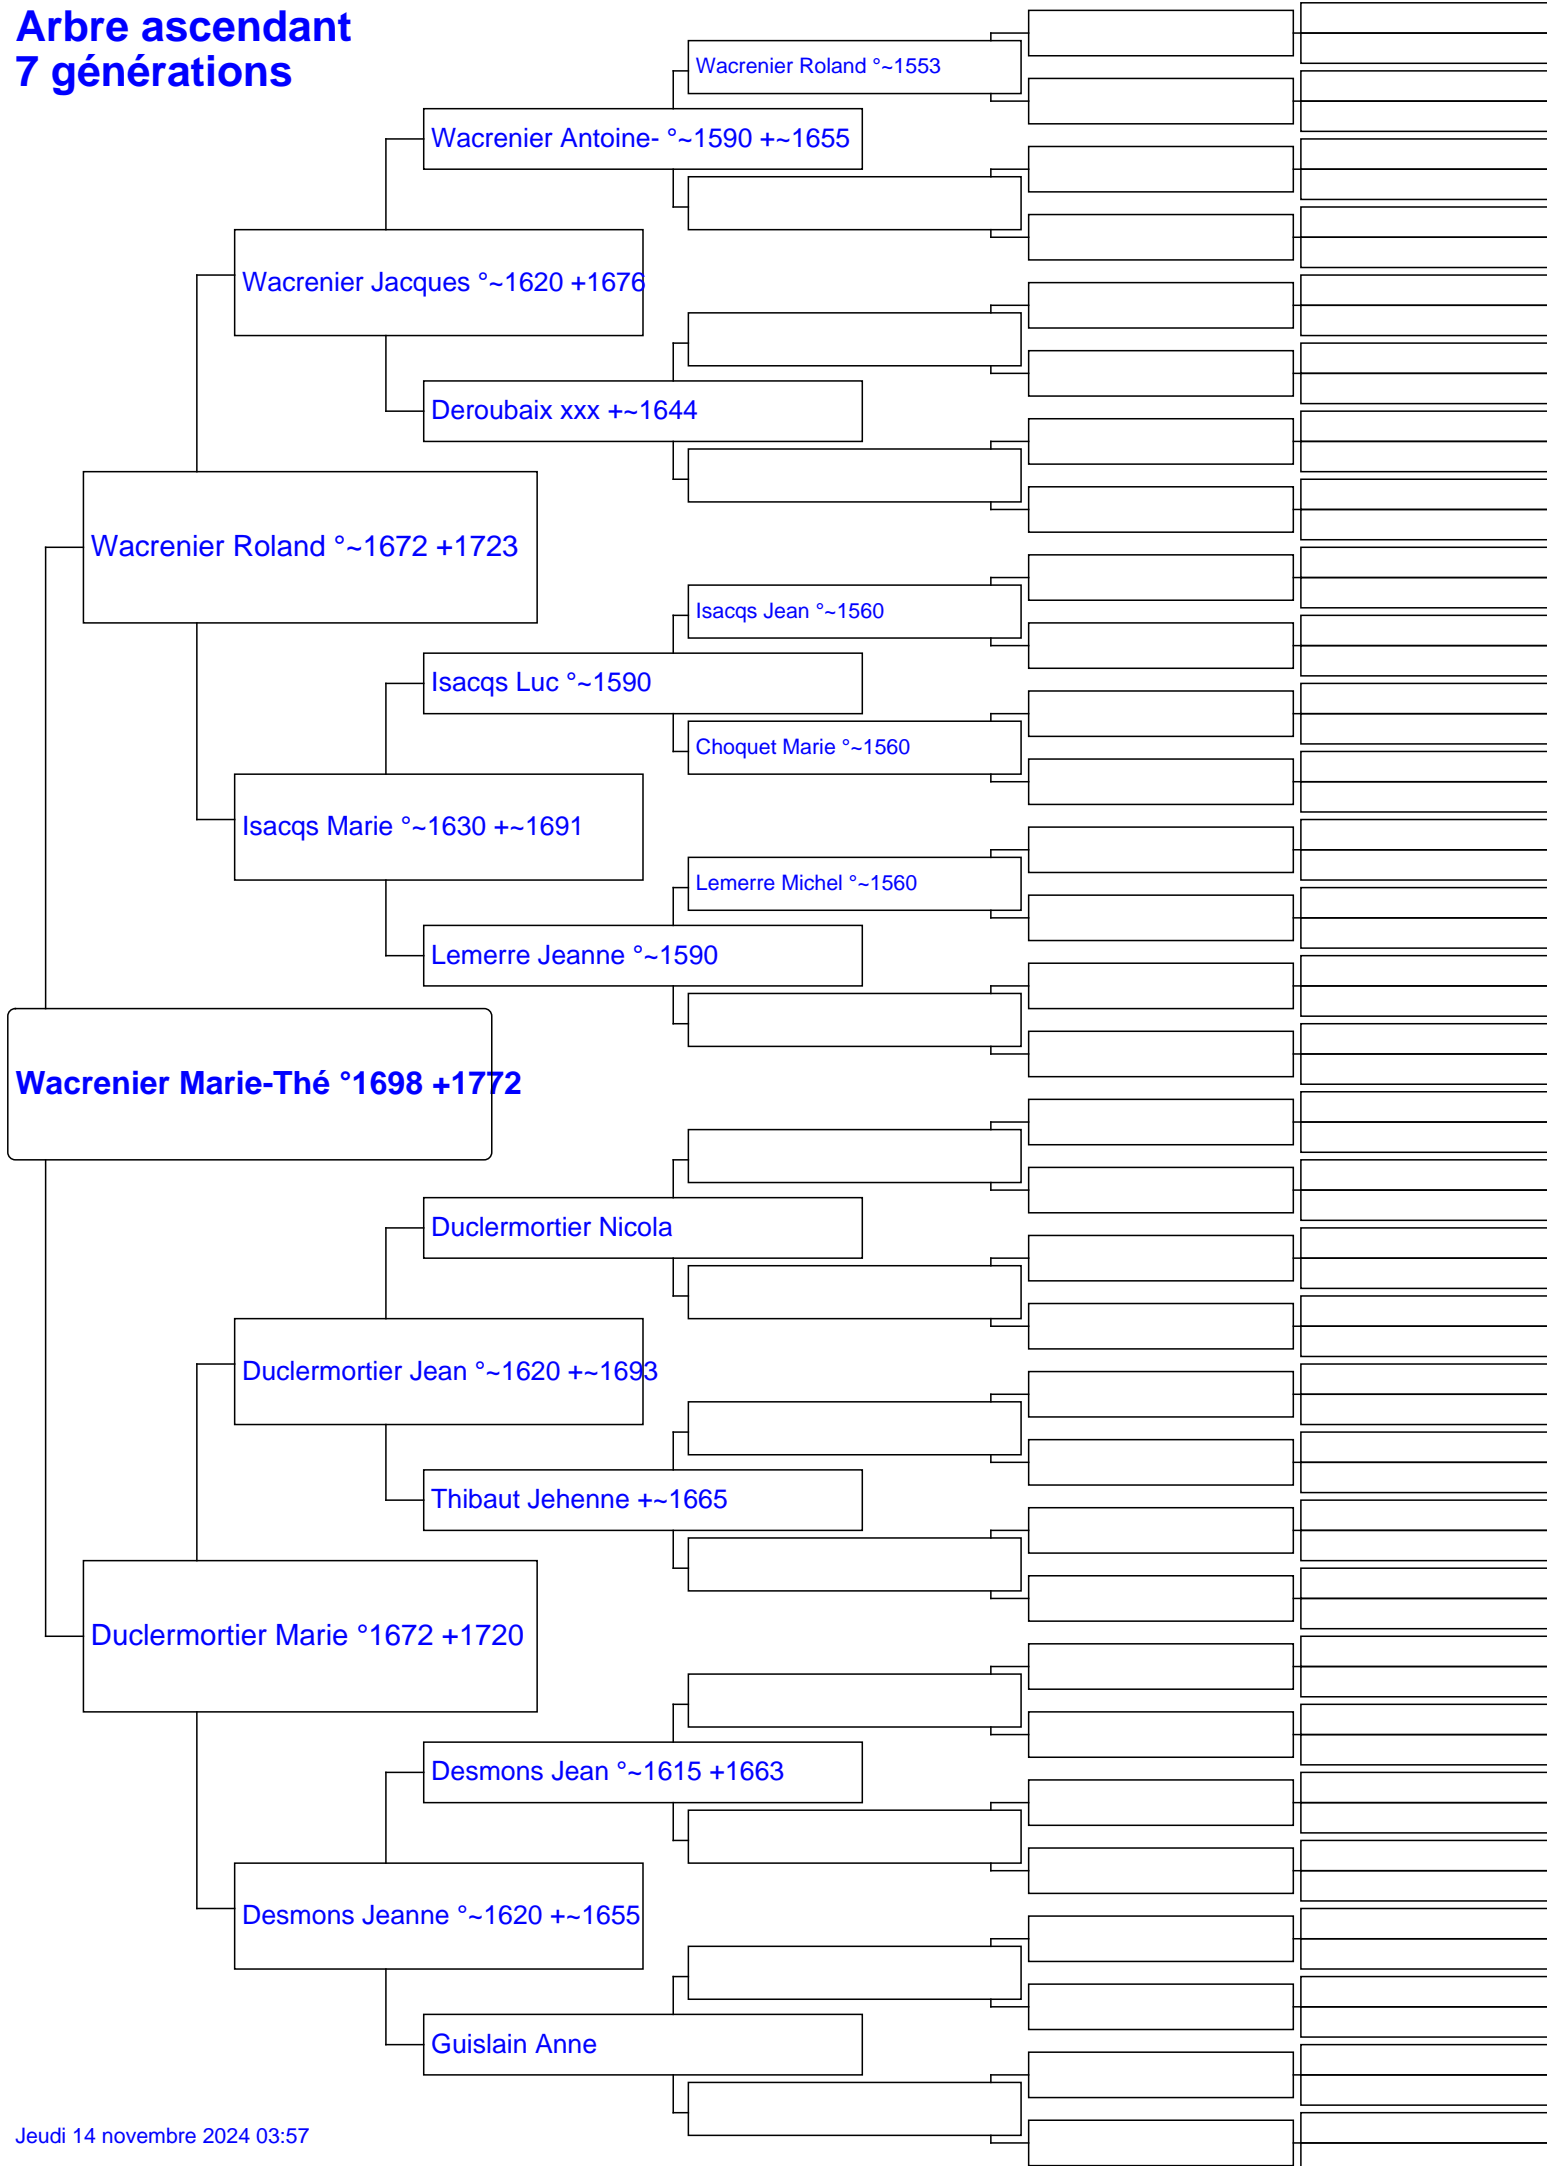 Arbre ascendant
7 générations
Wacrenier Roland °~1553
Wacrenier Antoine- °~1590 +~1655
Wacrenier Jacques °~1620 +1676
Deroubaix xxx +~1644
Wacrenier Roland °~1672 +1723
Isacqs Jean °~1560
Isacqs Luc °~1590
Choquet Marie °~1560
Isacqs Marie °~1630 +~1691
Lemerre Michel °~1560
Lemerre Jeanne °~1590
Wacrenier Marie-Thé °1698 +1772
Duclermortier Nicola
Duclermortier Jean °~1620 +~1693
Thibaut Jehenne +~1665
Duclermortier Marie °1672 +1720
Desmons Jean °~1615 +1663
Desmons Jeanne °~1620 +~1655
Guislain Anne
Jeudi 14 novembre 2024 03:57